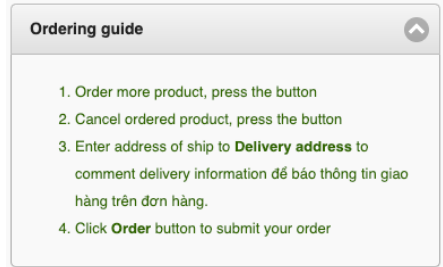 Ordering guide
1. Order more product, press the button
2. Cancel ordered product, press the button
3. Enter address of ship to Delivery address to
comment delivery information để báo thông tin giao
hàng trên đơn hàng.
4. Click Order button to submit your order